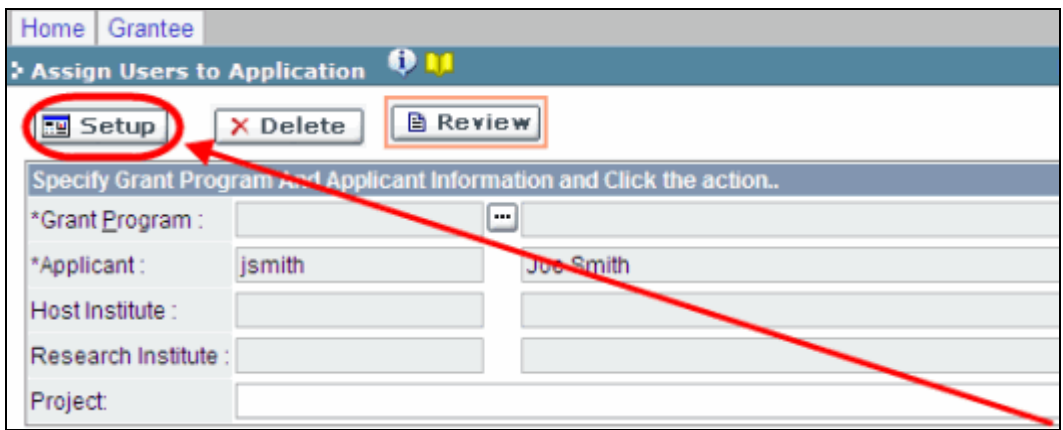 Home Grantee
Assign Users to Application
Setup Delete Review
Specify Grant Program And Applicant Information and Click the action..
*Grant Program : ...
*Applicant : jsmith Joe Smith
Host Institute :
Research Institute :
Project: